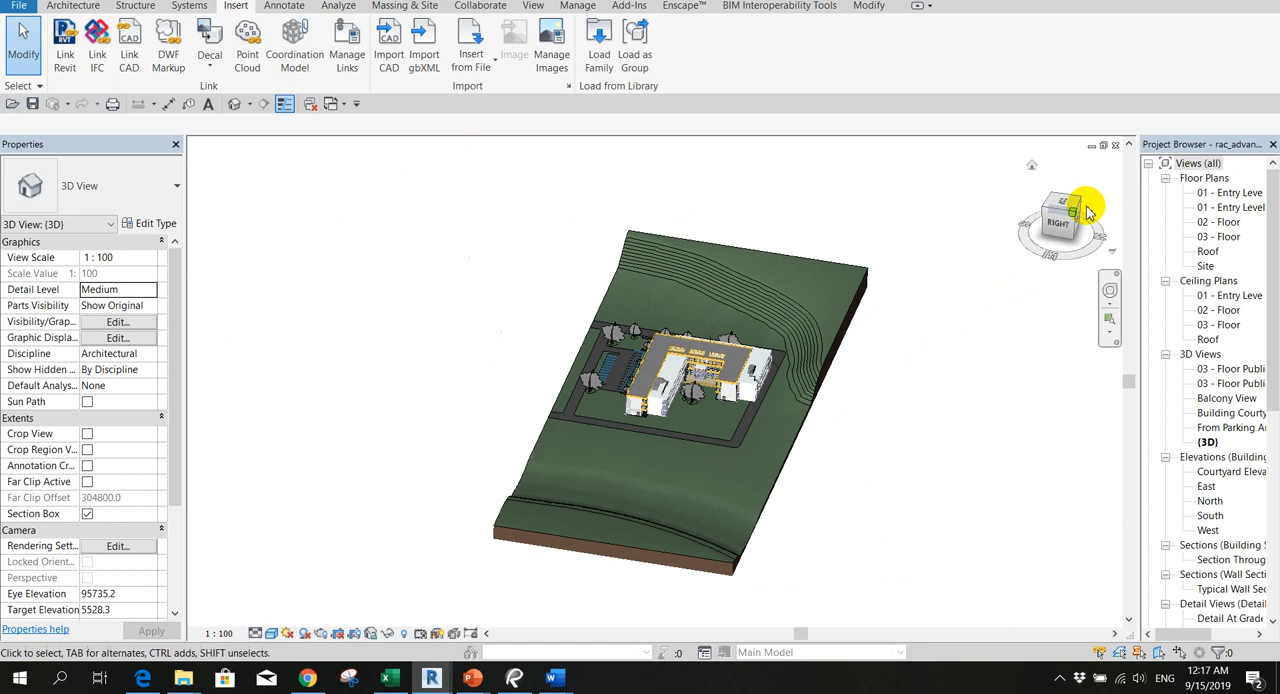 File Architecture Structure Systems Insert Annotate Analyze Massing & Site Collaborate View Manage Add-Ins Enscape™ BIM Interoperability Tools Modify
Modify
Link Revit
Link IFC
Link CAD
DWF Markup
Decal
Point Cloud
Coordination Model
Manage Links
Import CAD
Import gbXML
Insert from File
Image
Manage Images
Load Family
Load as Group
Select Link Import Load from Library
Properties
3D View
3D View: {3D} Edit Type
Graphics
View Scale 1 : 100
Scale Value 1: 100
Detail Level Medium
Parts Visibility Show Original
Visibility/Grap... Edit...
Graphic Displa... Edit...
Discipline Architectural
Show Hidden ... By Discipline
Default Analys... None
Sun Path
Extents
Crop View
Crop Region V...
Annotation Cr...
Far Clip Active
Far Clip Offset 304800.0
Section Box
Camera
Rendering Sett... Edit...
Locked Orient...
Perspective
Eye Elevation 95735.2
Target Elevation 5528.3
Properties help Apply
RIGHT
Project Browser - rac_advan...
Views (all)
Floor Plans
01 - Entry Leve
01 - Entry Level
02 - Floor
03 - Floor
Roof
Site
Ceiling Plans
01 - Entry Leve
02 - Floor
03 - Floor
Roof
3D Views
03 - Floor Publi
03 - Floor Publi
Balcony View
Building Courty
From Parking Ar
{3D}
Elevations (Building
Courtyard Eleva
East
North
South
West
Sections (Building S
Section Throug
Sections (Wall Secti
Typical Wall Se
Detail Views (Detai
Detail At Grade
1 : 100
Click to select, TAB for alternates, CTRL adds, SHIFT unselects.
:0
Main Model
:0
ENG
12:17 AM
9/15/2019
2